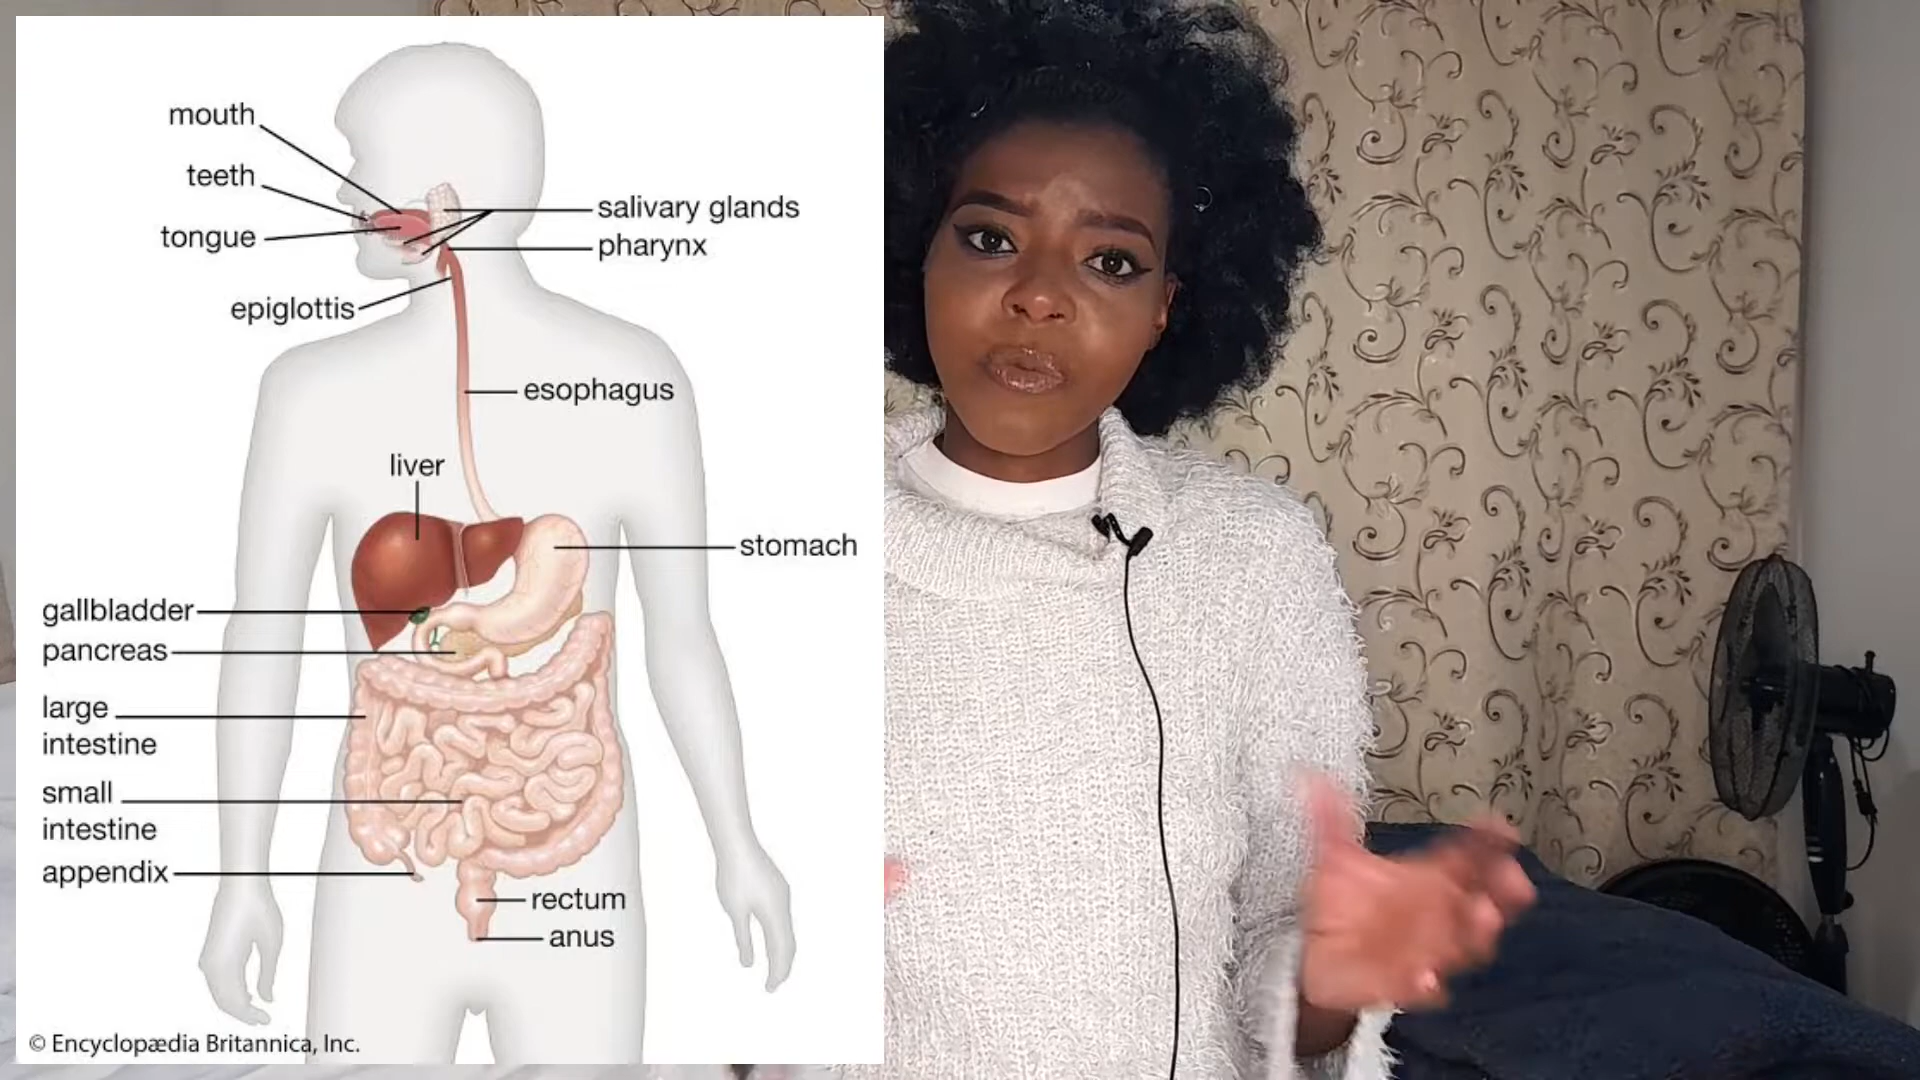 mouth
teeth
tongue
salivary glands
pharynx
epiglottis
esophagus
liver
stomach
gallbladder
pancreas
large
intestine
small
intestine
appendix
rectum
anus
© Encyclopædia Britannica, Inc.